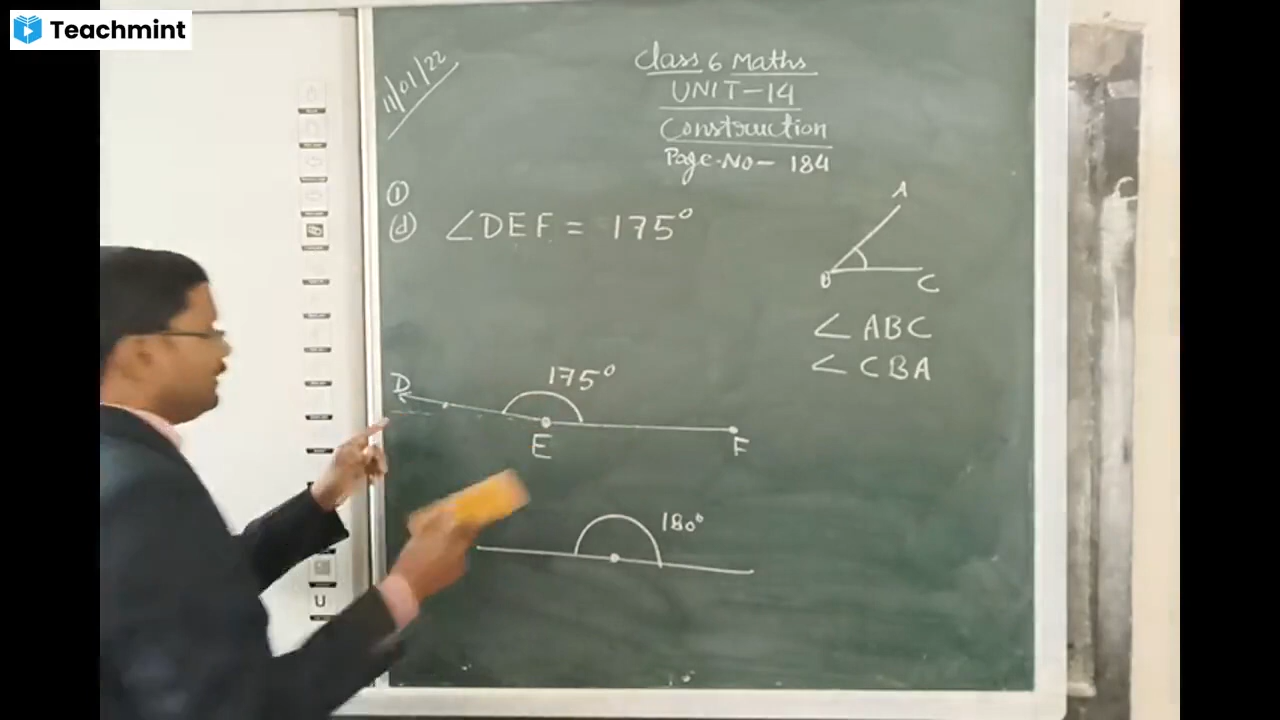 Teachmint
11/01/22
Class 6 Maths
UNIT-14
Construction
Page-No- 184
①
ⓓ ∠DEF = 175°
A
B
C
∠ABC
∠CBA
175°
D
E
F
180°
U